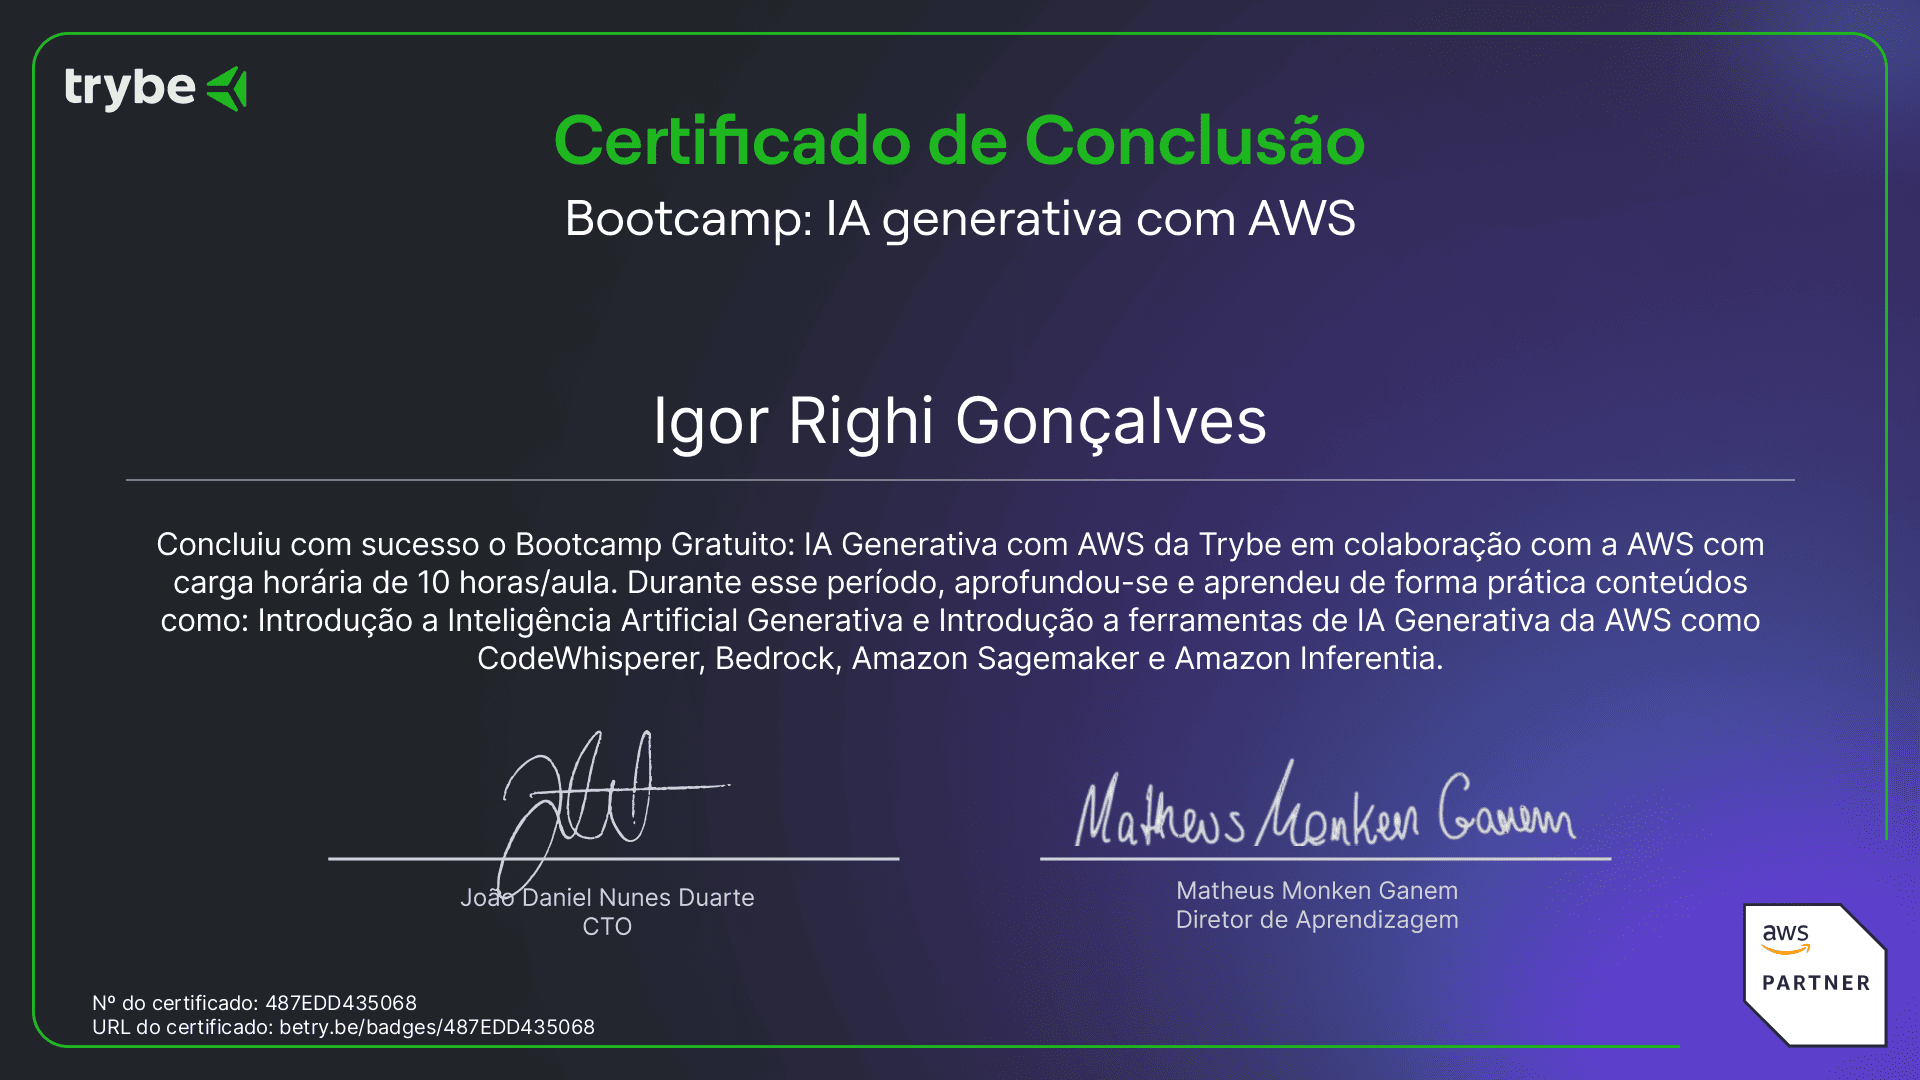 trybe
Certificado de Conclusão
Bootcamp: IA generativa com AWS
Igor Righi Gonçalves
Concluiu com sucesso o Bootcamp Gratuito: IA Generativa com AWS da Trybe em colaboração com a AWS com
carga horária de 10 horas/aula. Durante esse período, aprofundou-se e aprendeu de forma prática conteúdos
como: Introdução a Inteligência Artificial Generativa e Introdução a ferramentas de IA Generativa da AWS como
CodeWhisperer, Bedrock, Amazon Sagemaker e Amazon Inferentia.
Matheus Monken Ganem
João Daniel Nunes Duarte
CTO
Matheus Monken Ganem
Diretor de Aprendizagem
aws
PARTNER
Nº do certificado: 487EDD435068
URL do certificado: betry.be/badges/487EDD435068